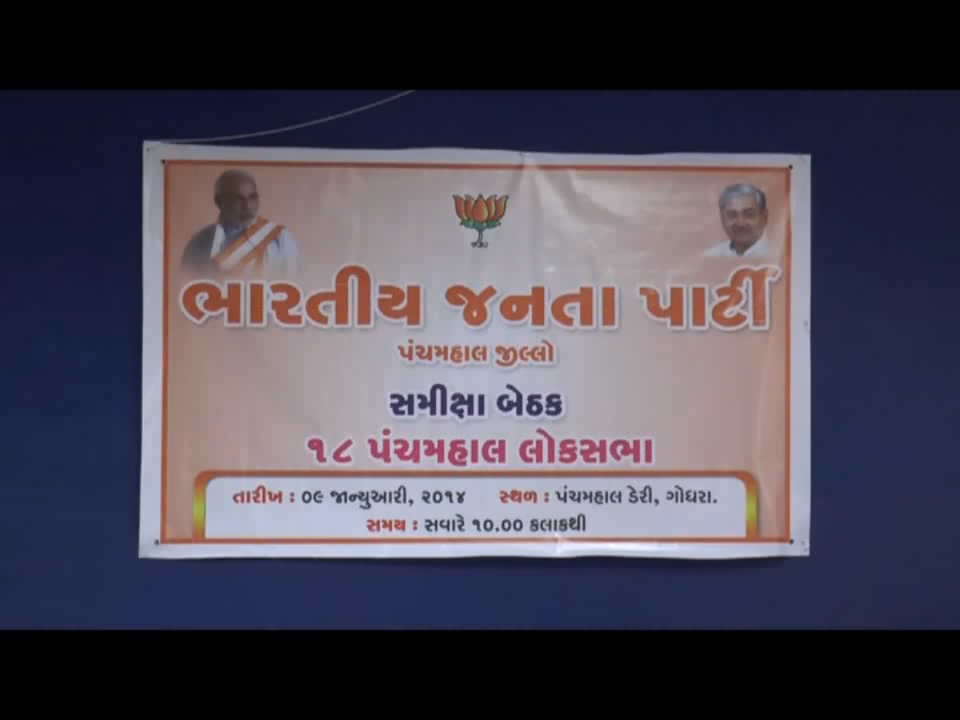 ભારતીય જનતા પાર્ટી
પંચમહાલ જીલ્લો
સમીક્ષા બેઠક
૧૮ પંચમહાલ લોકસભા
તારીખ : ૦૯ જાન્યુઆરી, ૨૦૧૪ સ્થળ : પંચમહાલ ડેરી, ગોધરા.
સમય : સવારે ૧૦.૦૦ કલાકથી